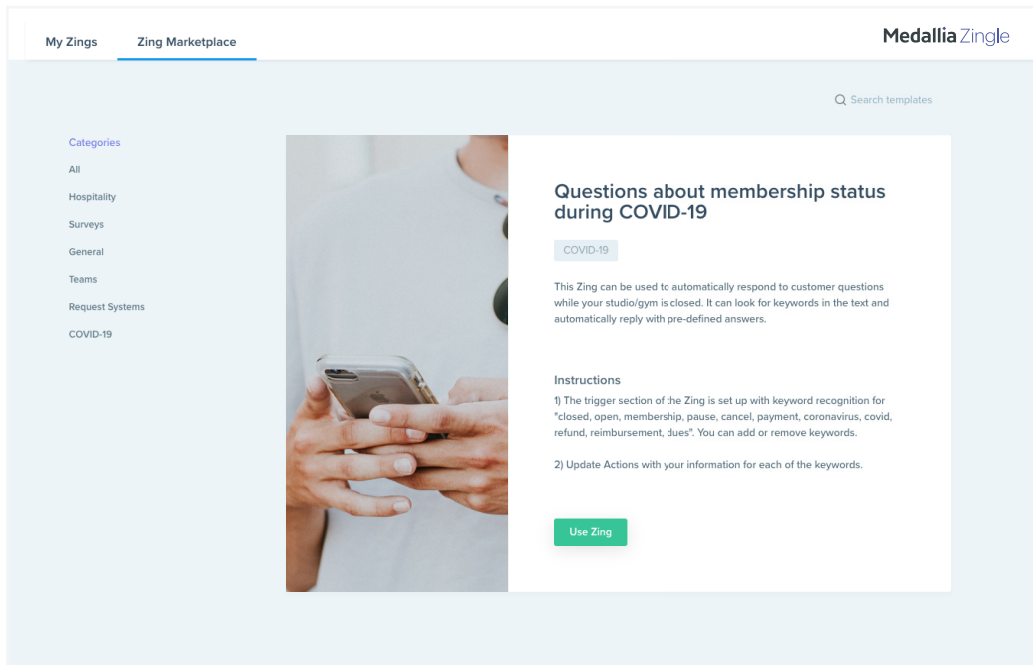 My Zings
Zing Marketplace
Medallia Zingle
Search templates
Categories
All
Hospitality
Surveys
General
Teams
Request Systems
COVID-19
Questions about membership status
during COVID-19
COVID-19
This Zing can be used to automatically respond to customer questions
while your studio/gym is closed. It can look for keywords in the text and
automatically reply with pre-defined answers.
Instructions
1) The trigger section of the Zing is set up with keyword recognition for
"closed, open, membership, pause, cancel, payment, coronavirus, covid,
refund, reimbursement, dues". You can add or remove keywords.
2) Update Actions with your information for each of the keywords.
Use Zing